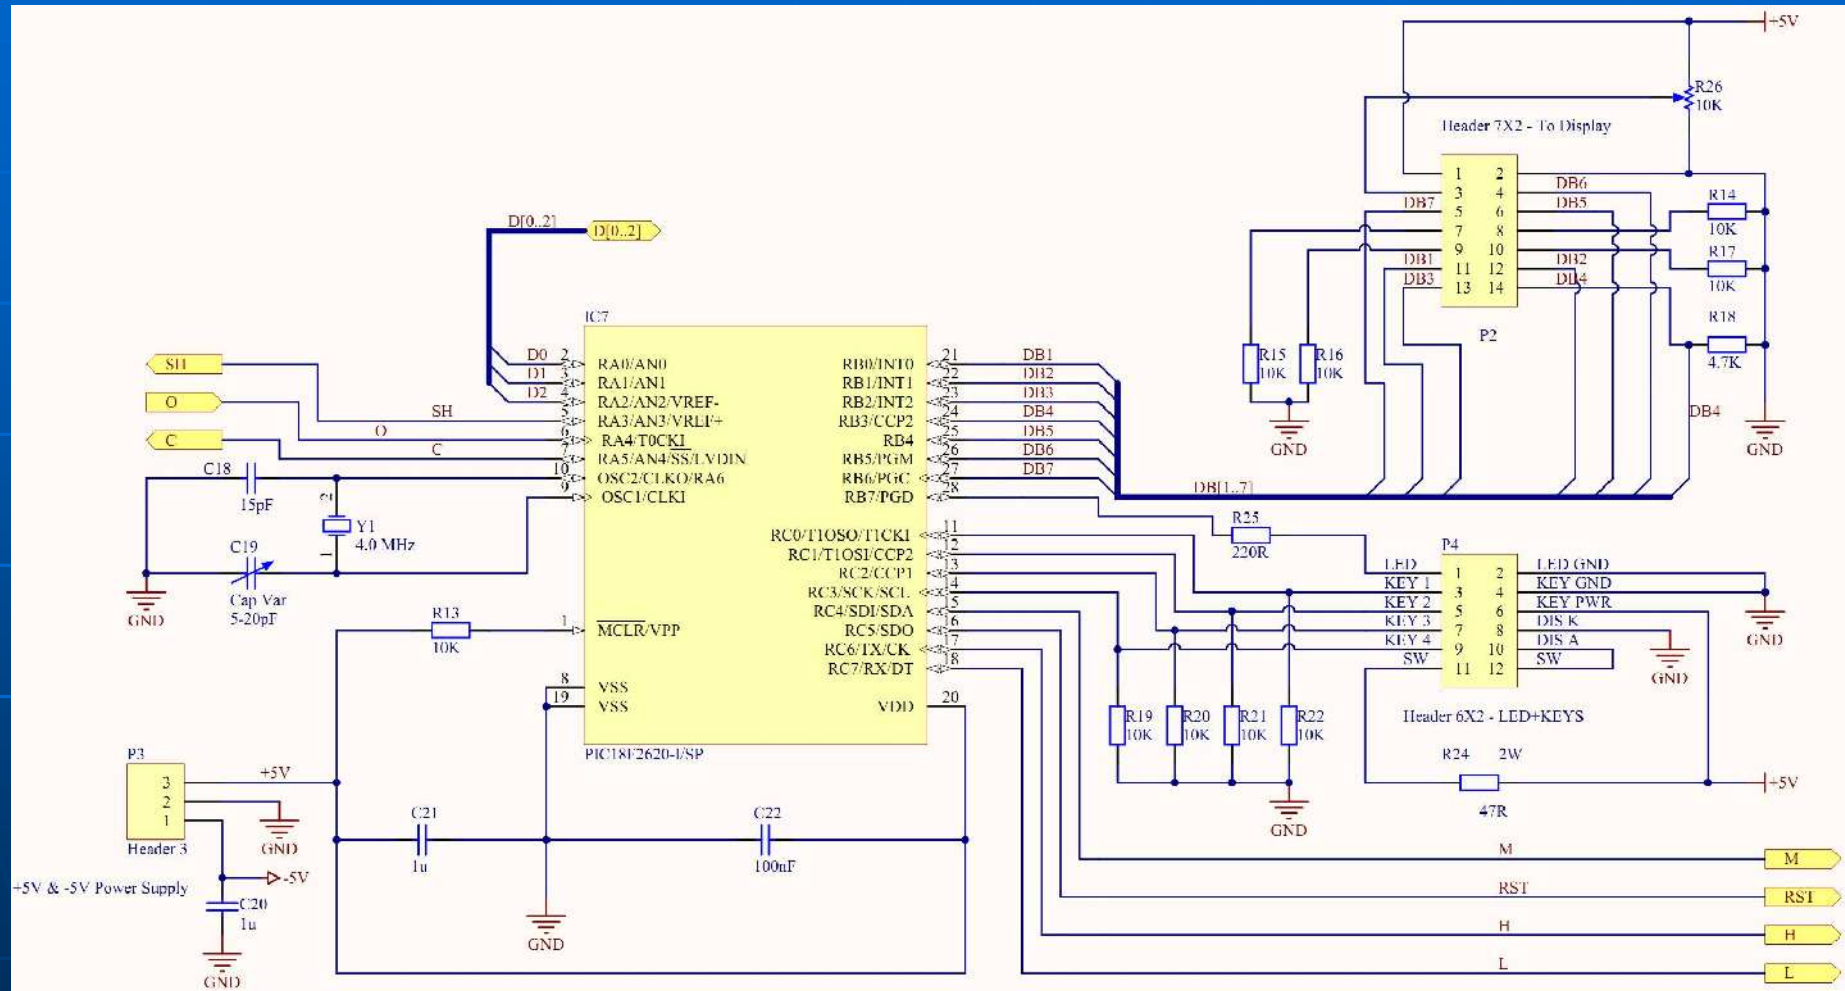 +5V
R26
10K
Header 7X2 - To Display
1 2
3 4
5 6
7 8
9 10
11 12
13 14
DB7
DB1
DB3
DB6
DB5
DB2
DB4
P2
R14
10K
R17
10K
R18
4.7K
DB4
GND
R15
10K
R16
10K
GND
D[0..2]
D[0..2]
IC7
SH
O
C
SH
O
C
D0 2 RA0/AN0
D1 3 RA1/AN1
D2 4 RA2/AN2/VREF-
5 RA3/AN3/VREF+
6 RA4/T0CKI
7 RA5/AN4/SS/LVDIN
10 OSC2/CLKO/RA6
9 OSC1/CLKI
1 MCLR/VPP
8 VSS
19 VSS
RB0/INT0 21 DB1
RB1/INT1 22 DB2
RB2/INT2 23 DB3
RB3/CCP2 24 DB4
RB4 25 DB5
RB5/PGM 26 DB6
RB6/PGC 27 DB7
RB7/PGD 28
RC0/T1OSO/T1CKI 11
RC1/T1OSI/CCP2 12
RC2/CCP1 13
RC3/SCK/SCL 14
RC4/SDI/SDA 15
RC5/SDO 16
RC6/TX/CK 17
RC7/RX/DT 18
VDD 20
PIC18F2620-I/SP
DB[1..7]
C18
15pF
2
Y1
4.0 MHz
1
C19
Cap Var
5-20pF
GND
R13
10K
R25
220R
P4
LED 1 2 LED GND
KEY 1 3 4 KEY GND
KEY 2 5 6 KEY PWR
KEY 3 7 8 DIS K
KEY 4 9 10 DIS A
SW 11 12 SW
GND
GND
Header 6X2 - LED+KEYS
R19
10K
R20
10K
R21
10K
R22
10K
GND
R24 2W
47R
+5V
P3
3
2
1
+5V
GND
Header 3
+5V & -5V Power Supply
-5V
C20
1u
GND
C21
1u
C22
100nF
GND
M
M
RST
RST
H
H
L
L